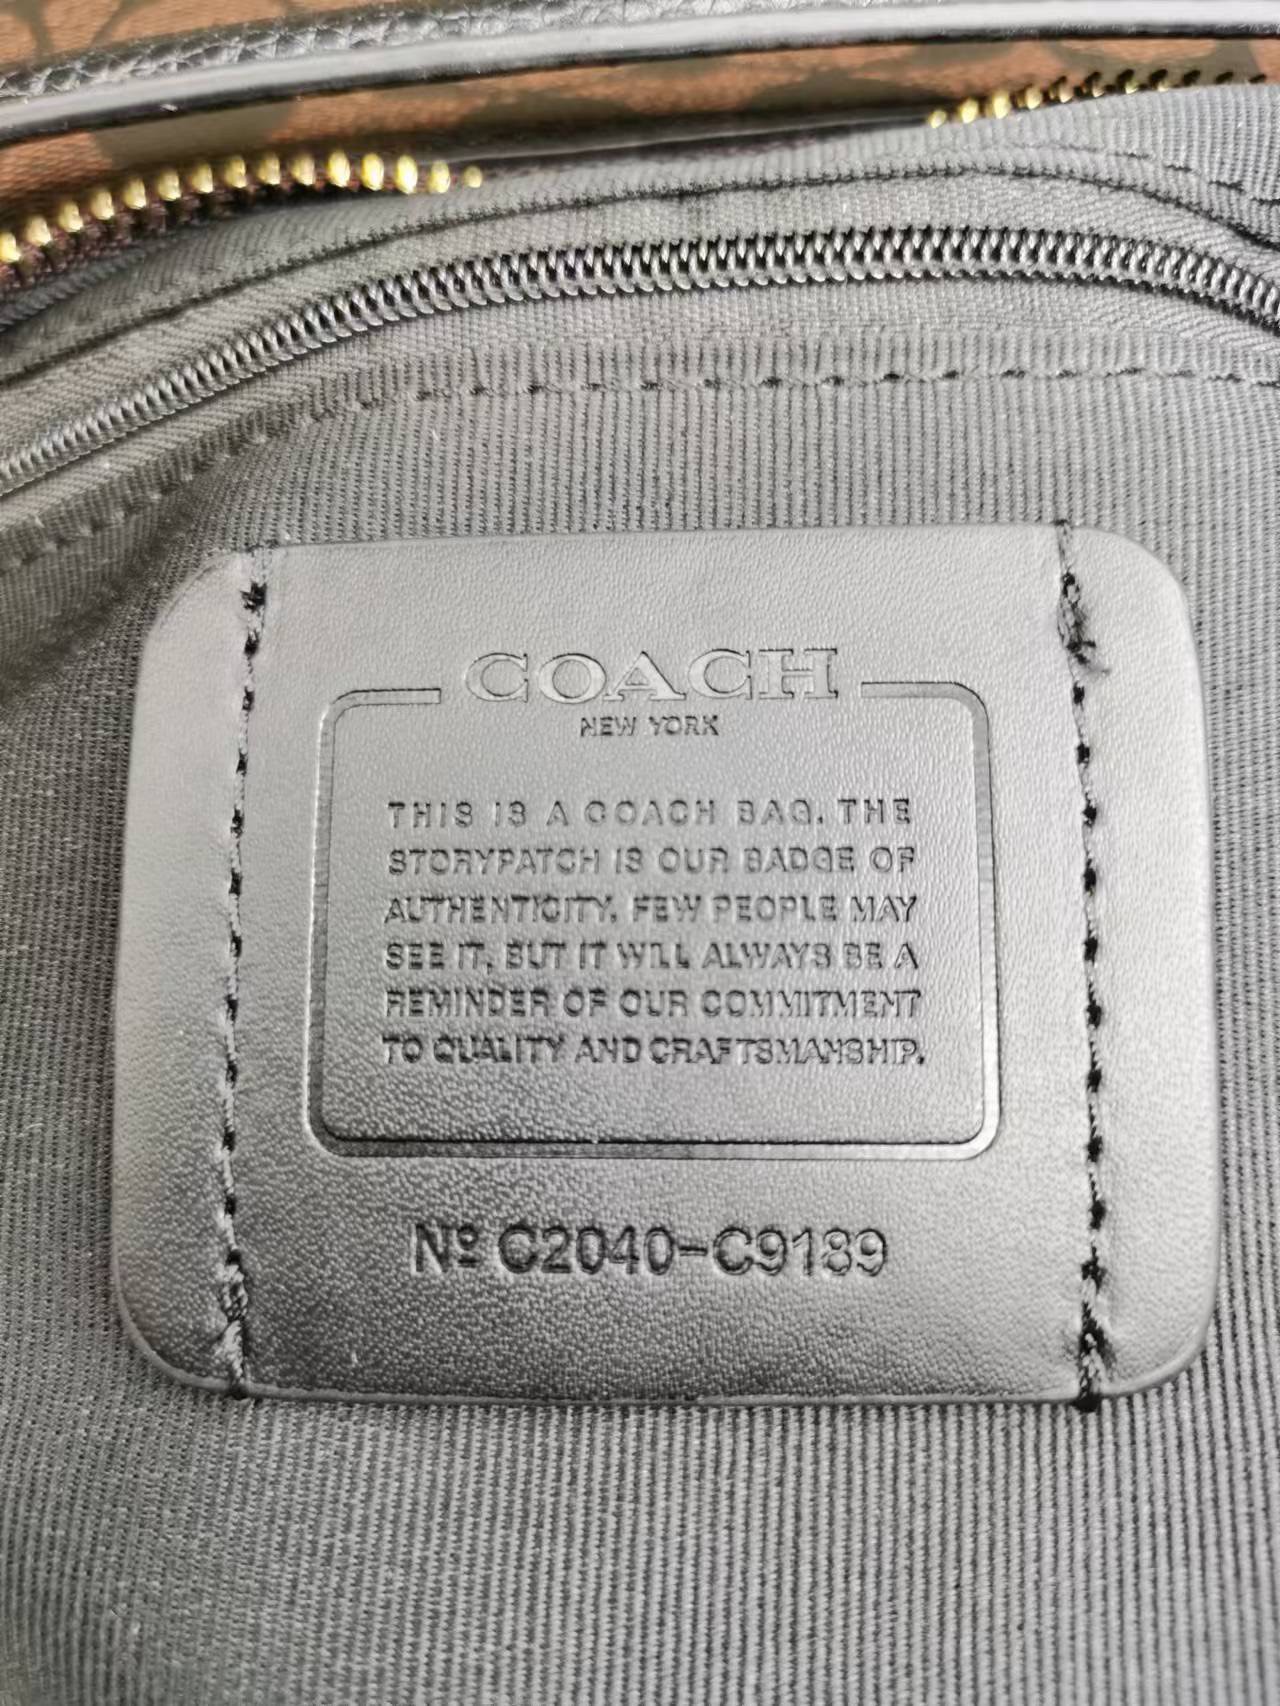 COACH
NEW YORK
THIS IS A COACH BAG. THE
STORYPATCH IS OUR BADGE OF
AUTHENTICITY. FEW PEOPLE MAY
SEE IT, BUT IT WILL ALWAYS BE A
REMINDER OF OUR COMMITMENT
TO QUALITY AND CRAFTSMANSHIP.
Nº C2040-C9189